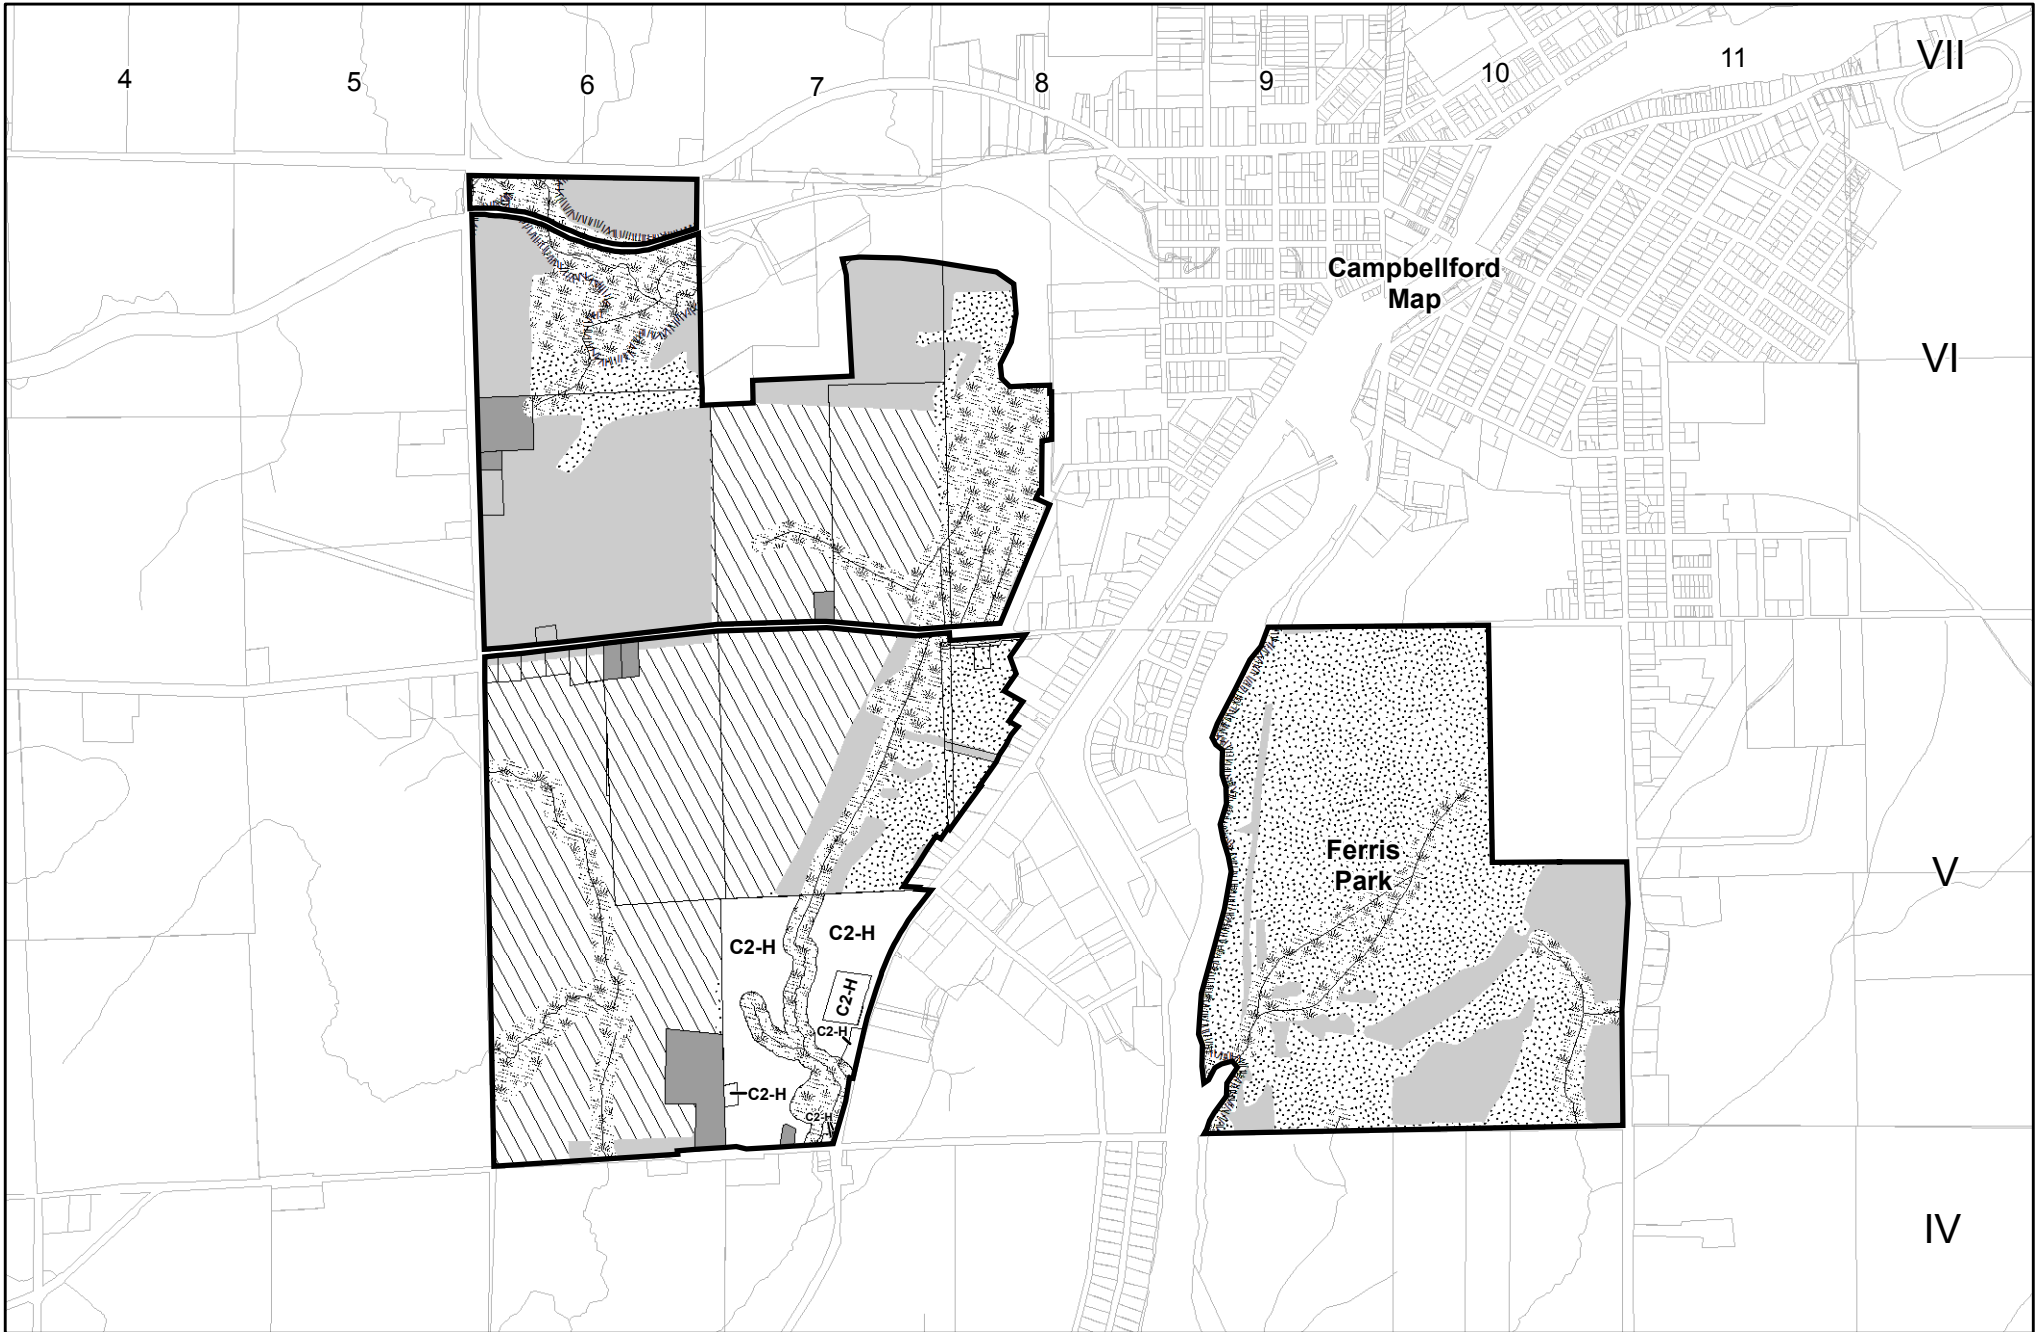 VII
4
5
6
7
8
9
10
11
Campbellford
Map
VI
Ferris
Park
V
C2-H
C2-H
C2-H
C2-H
C2-H
C2-H
IV